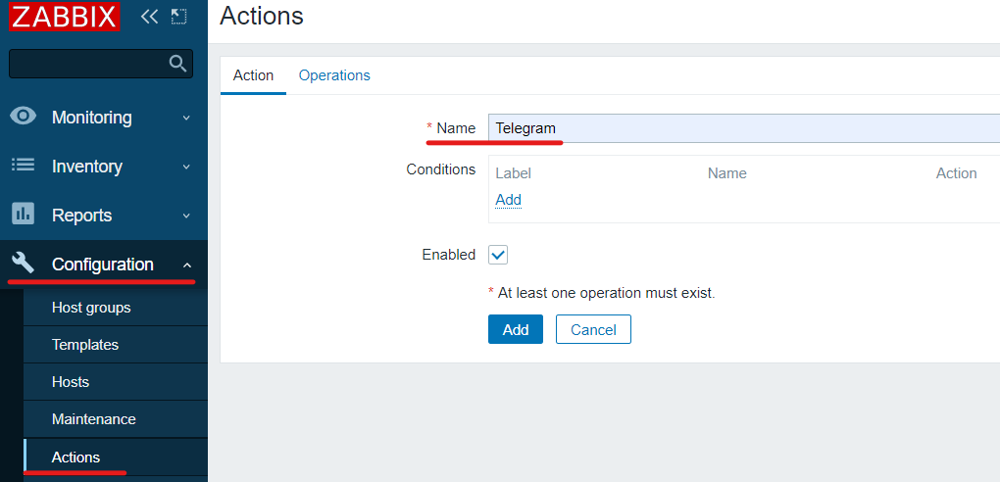 ZABBIX
Monitoring
Inventory
Reports
Configuration
Host groups
Templates
Hosts
Maintenance
Actions
Actions
Action Operations
* Name Telegram
Conditions Label Name Action
Add
Enabled
* At least one operation must exist.
Add Cancel